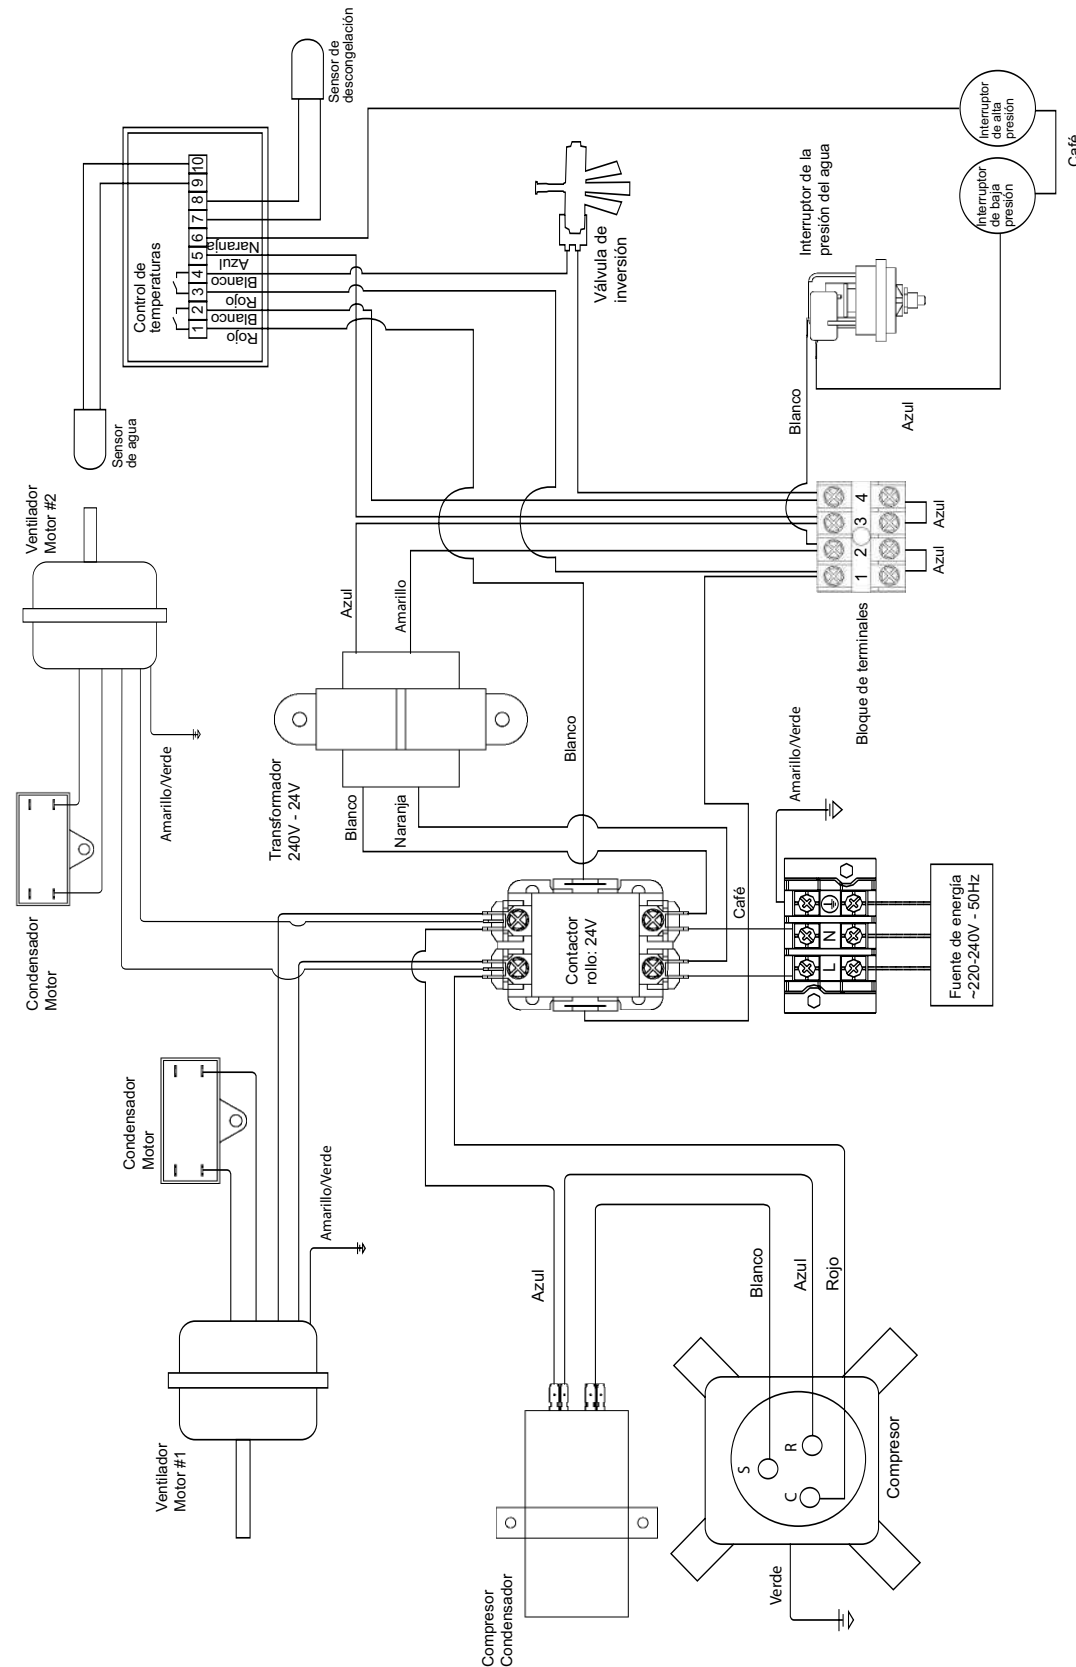 Sensor de
descongelación
Control de
temperaturas
1 2 3 4 5 6 7 8 9 10
Rojo
Blanco
Rojo
Blanco
Azul
Naranja
Sensor
de agua
Válvula de
inversión
Interruptor de la
presión del agua
Interruptor
de alta
presión
Interruptor
de baja
presión
Café
Blanco
Azul
Ventilador
Motor #2
Amarillo/Verde
Condensador
Motor
Azul
Amarillo
Transformador
240V - 24V
Blanco
Naranja
Blanco
1 2 3 4
Azul
Azul
Bloque de terminales
Amarillo/Verde
Café
Contactor
rollo: 24V
L N
Fuente de energía
~220-240V - 50Hz
Condensador
Motor
Amarillo/Verde
Ventilador
Motor #1
Azul
Blanco
Azul
Rojo
Compresor
Condensador
S
R
C
Compresor
Verde